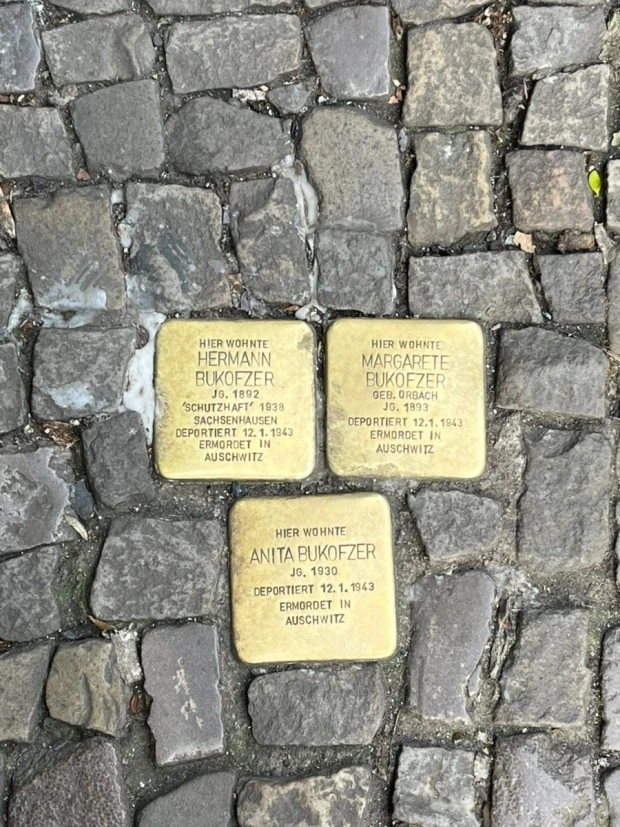 HIER WOHNTE
HERMANN
BUKOFZER
JG. 1892
'SCHUTZHAFT' 1938
SACHSENHAUSEN
DEPORTIERT 12.1.1943
ERMORDET IN
AUSCHWITZ
HIER WOHNTE
MARGARETE
BUKOFZER
GEB. ORBACH
JG. 1893
DEPORTIERT 12.1.1943
ERMORDET IN
AUSCHWITZ
HIER WOHNTE
ANITA BUKOFZER
JG. 1930
DEPORTIERT 12.1.1943
ERMORDET IN
AUSCHWITZ